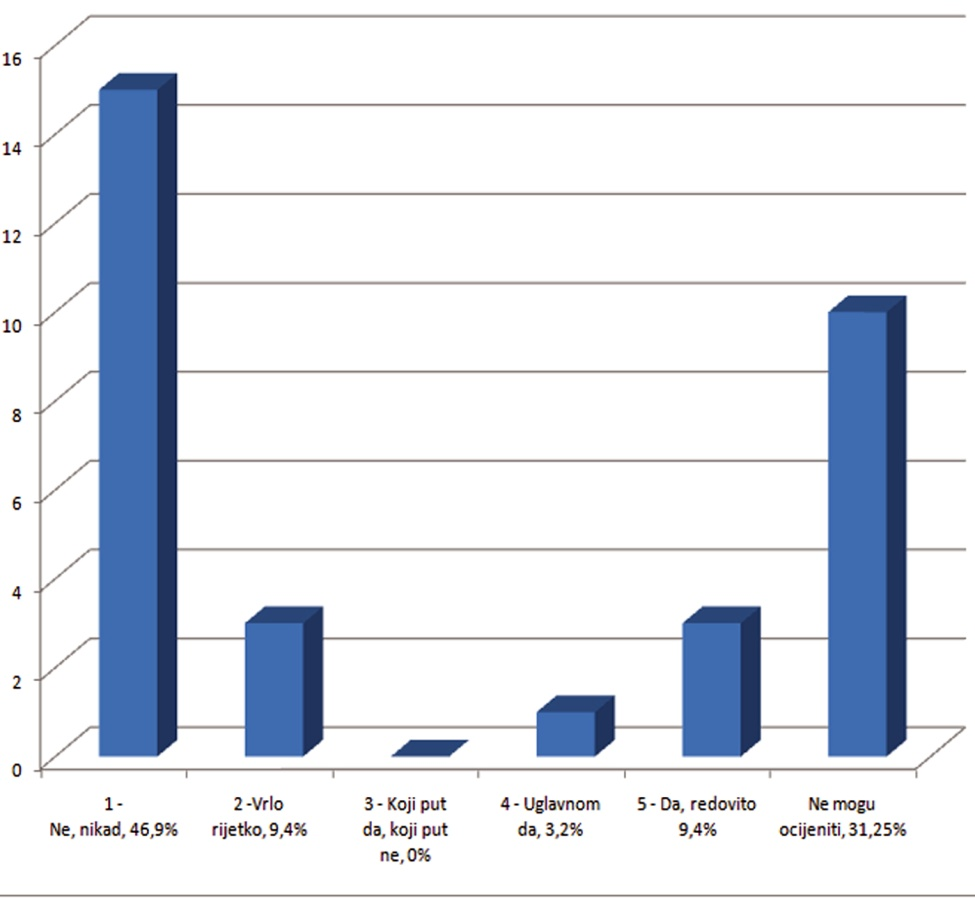 16
14
12
10
8
6
4
2
0
1 -
Ne, nikad, 46,9%
2 -Vrlo
rijetko, 9,4%
3 - Koji put
da, koji put
ne, 0%
4 - Uglavnom
da, 3,2%
5 - Da, redovito
9,4%
Ne mogu
ocijeniti, 31,25%